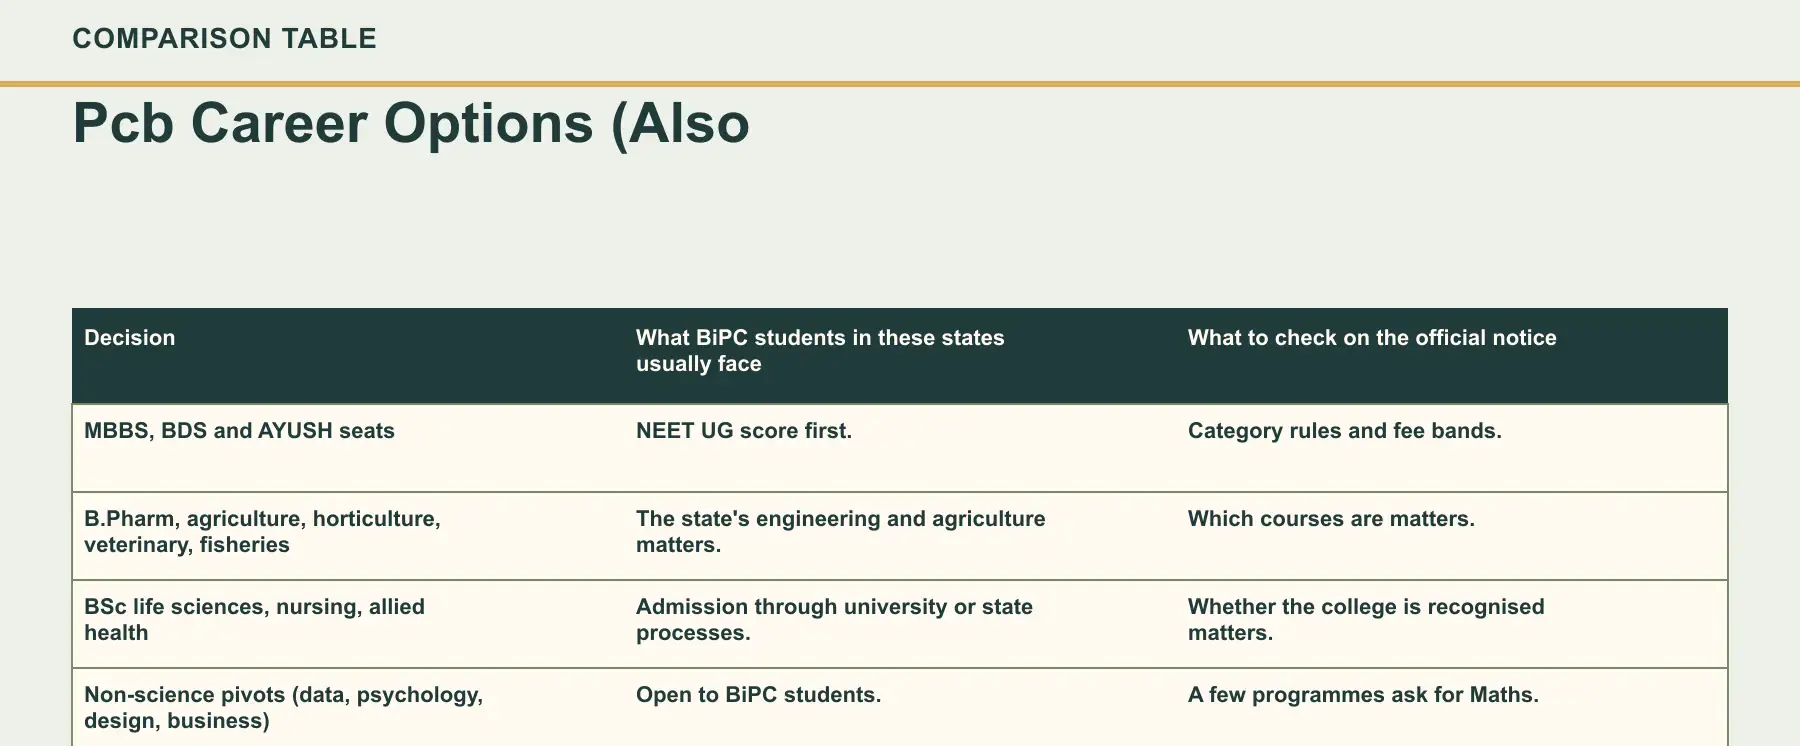 COMPARISON TABLE
Pcb Career Options (Also
Decision
What BiPC students in these states
usually face
What to check on the official notice
MBBS, BDS and AYUSH seats
NEET UG score first.
Category rules and fee bands.
B.Pharm, agriculture, horticulture,
veterinary, fisheries
The state's engineering and agriculture
matters.
Which courses are matters.
BSc life sciences, nursing, allied
health
Admission through university or state
processes.
Whether the college is recognised
matters.
Non-science pivots (data, psychology,
design, business)
Open to BiPC students.
A few programmes ask for Maths.